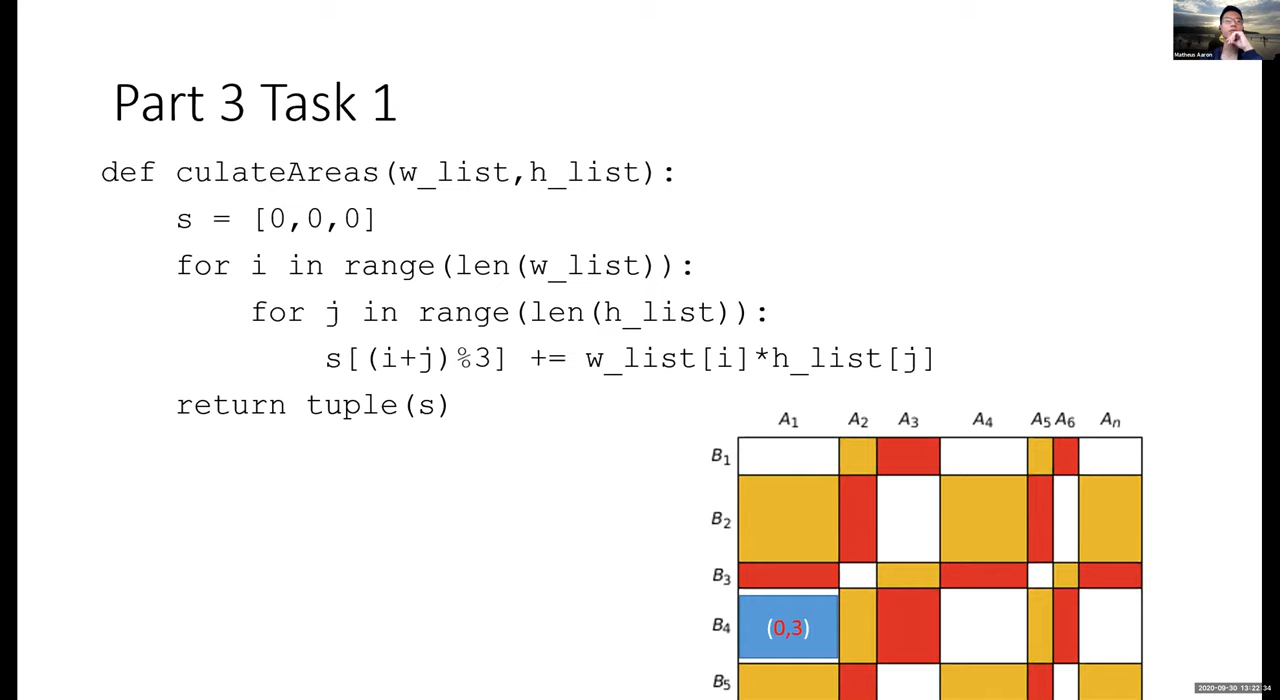 Matheus Aaron
Part 3 Task 1
def culateAreas(w_list,h_list):
s = [0,0,0]
for i in range(len(w_list)):
for j in range(len(h_list)):
s[(i+j)%3] += w_list[i]*h_list[j]
return tuple(s)
A1 A2 A3 A4 A5 A6 An
B1
B2
B3
B4 (0,3)
B5
2020-09-30 13:22:34